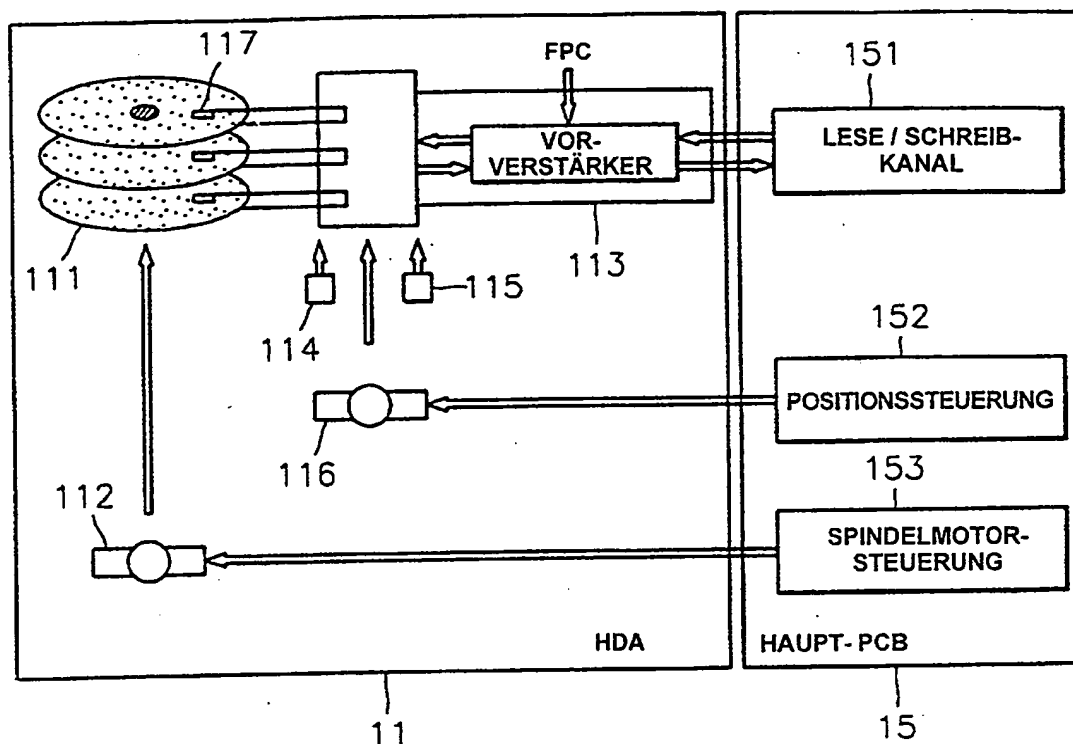 117
FPC
151
VOR-
VERSTÄRKER
LESE / SCHREIB-
KANAL
111
113
114
115
152
POSITIONSSTEUERUNG
116
153
112
SPINDELMOTOR-
STEUERUNG
HDA
HAUPT- PCB
11
15